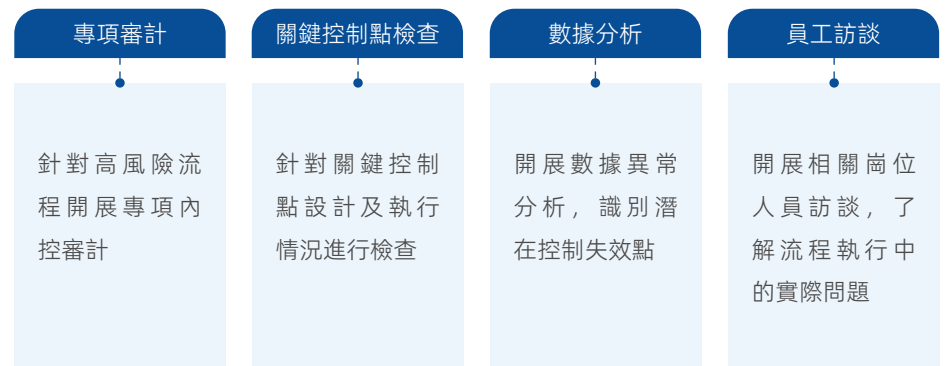 專項審計
針對高風險流
程開展專項內
控審計
關鍵控制點檢查
針對關鍵控制
點設計及執行
情況進行檢查
數據分析
開展數據異常
分析，識別潛
在控制失效點
員工訪談
開展相關崗位
人員訪談，了
解流程執行中
的實際問題